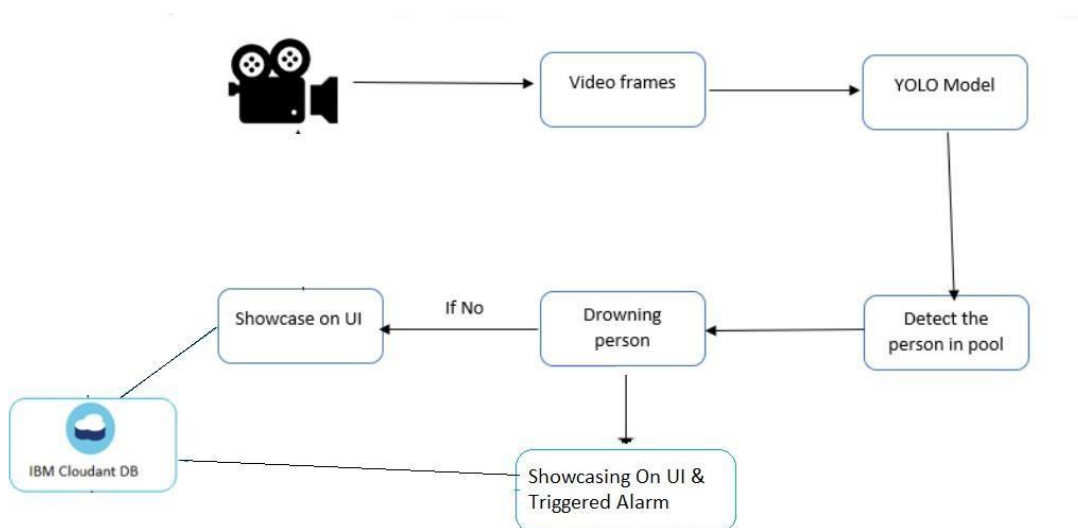 Video frames
YOLO Model
Showcase on UI
If No
Drowning
person
Detect the
person in pool
IBM Cloudant DB
Showcasing On UI &
Triggered Alarm